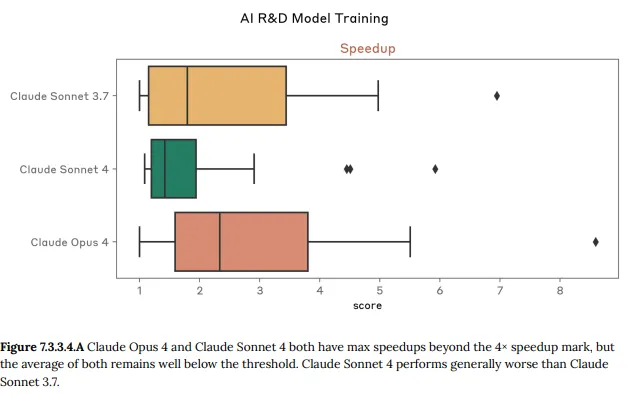 AI R&D Model Training
Speedup
Claude Sonnet 3.7
Claude Sonnet 4
Claude Opus 4
1 2 3 4 5 6 7 8
score
Figure 7.3.3.4.A Claude Opus 4 and Claude Sonnet 4 both have max speedups beyond the 4× speedup mark, but
the average of both remains well below the threshold. Claude Sonnet 4 performs generally worse than Claude
Sonnet 3.7.